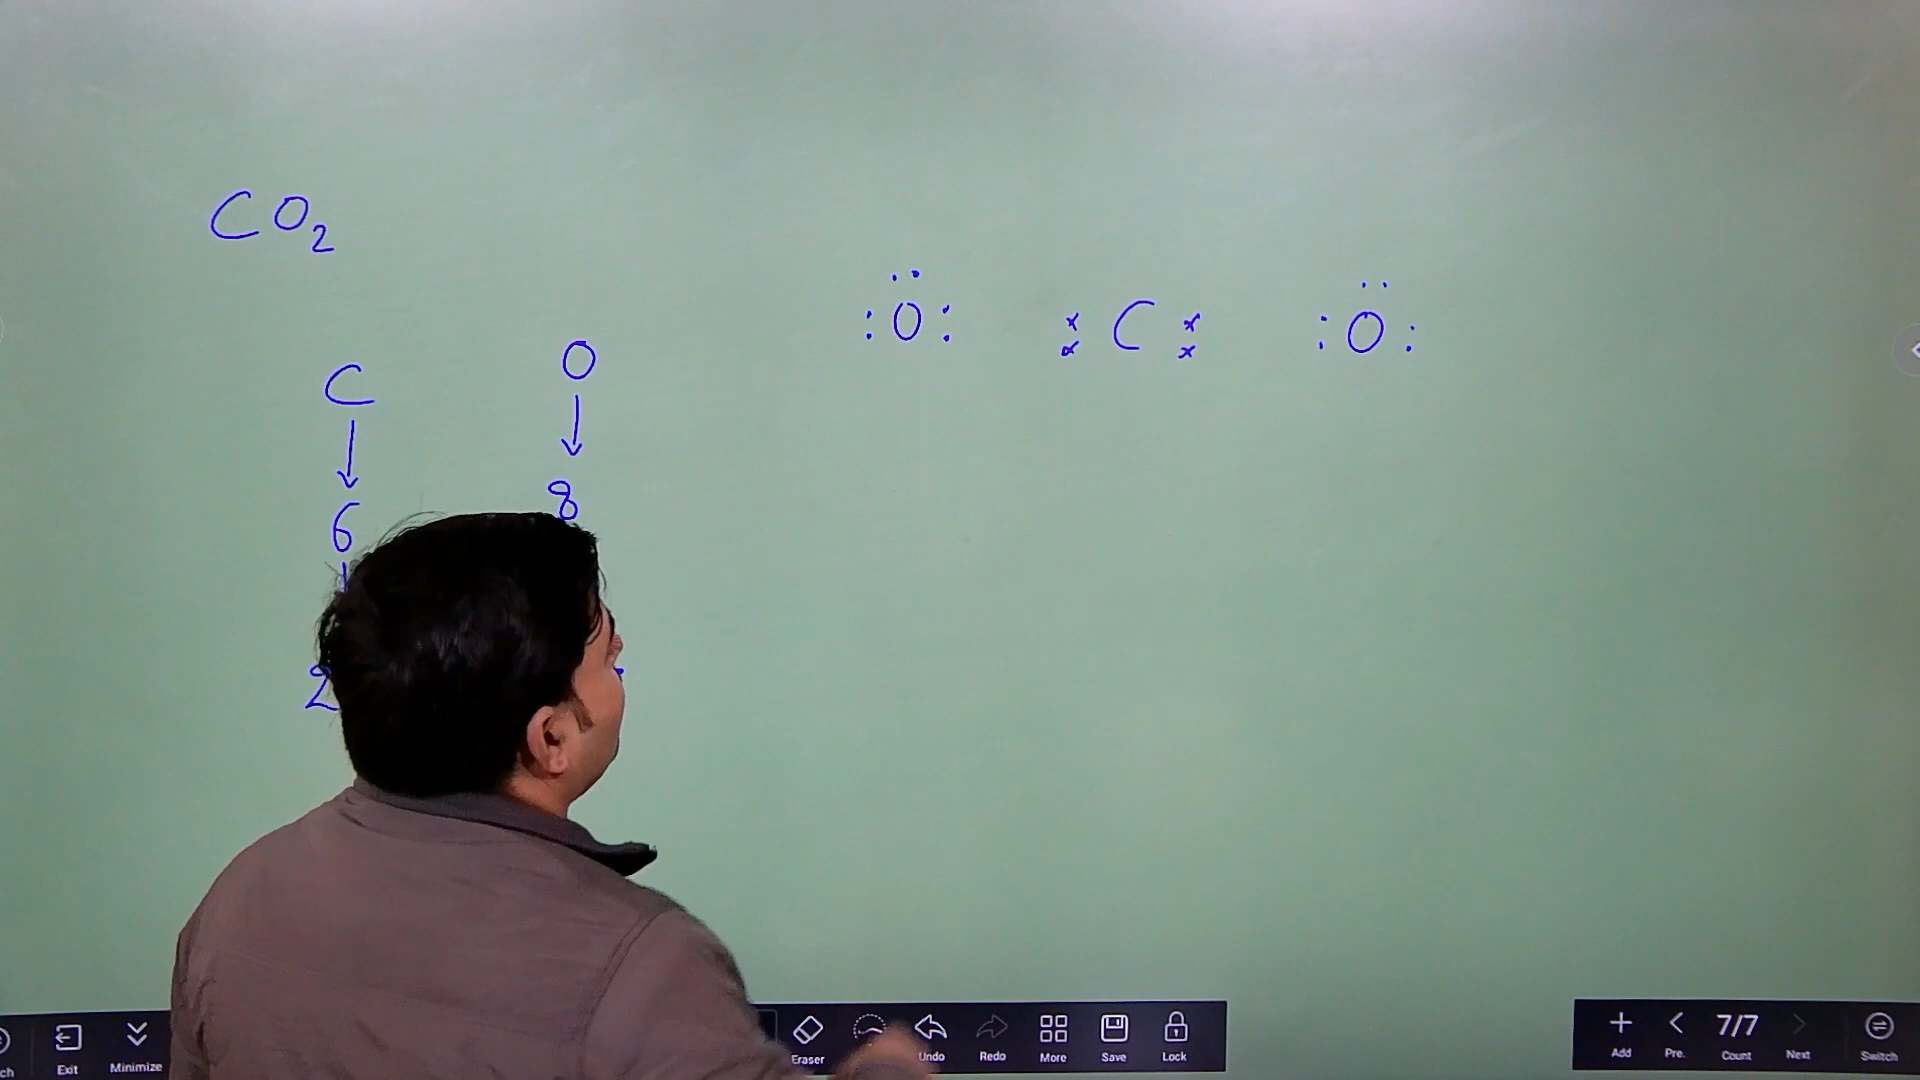 CO₂
:Ö: ×× C ×× :Ö:
C O
6 8
2
ch Exit Minimize Eraser Undo Redo More Save Lock
7/7
Add Pre. Count Next Switch